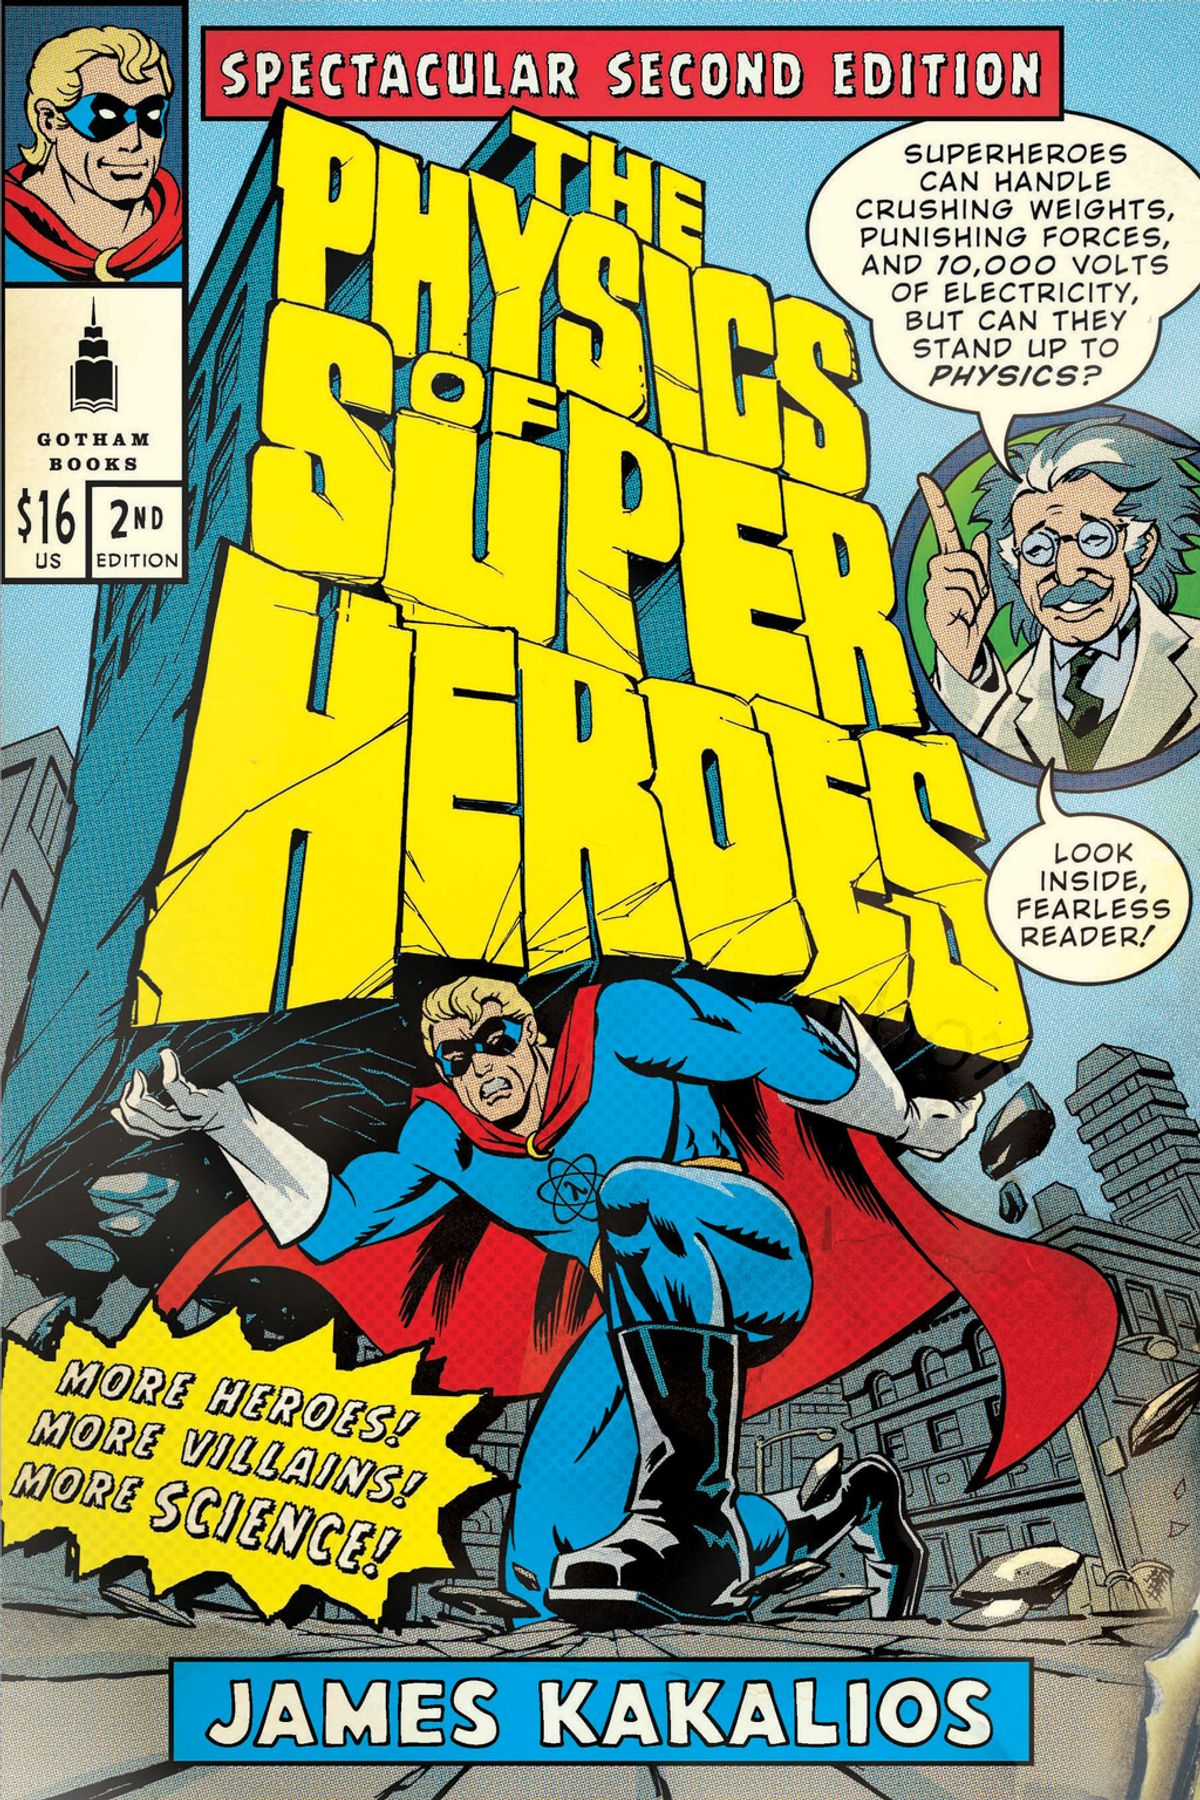 SPECTACULAR SECOND EDITION
THE
PHYSICS
OF
SUPER
HEROES
SUPERHEROES
CAN HANDLE
CRUSHING WEIGHTS,
PUNISHING FORCES,
AND 10,000 VOLTS
OF ELECTRICITY,
BUT CAN THEY
STAND UP TO
PHYSICS?
GOTHAM
BOOKS
$16
US
2ND
EDITION
LOOK
INSIDE,
FEARLESS
READER!
λ
MORE HEROES!
MORE VILLAINS!
MORE SCIENCE!
JAMES KAKALIOS